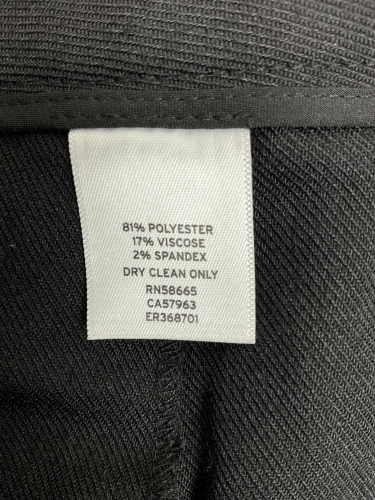 81% POLYESTER
17% VISCOSE
2% SPANDEX
DRY CLEAN ONLY
RN58665
CA57963
ER368701